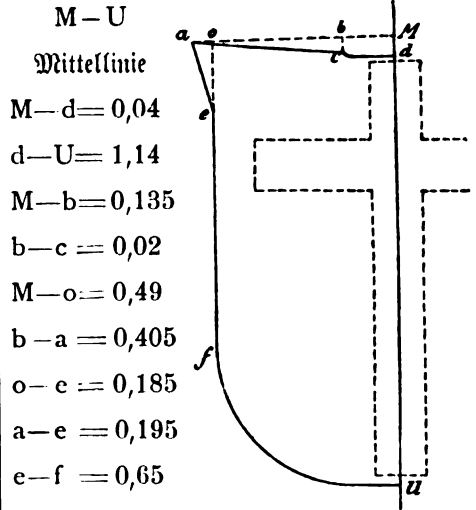 M—U
Mittellinie
M—d=0,04
d—U=1,14
M—b=0,135
b—c=0,02
M—o=0,49
b—a=0,405
o—e=0,185
a—e=0,195
e—f=0,65
a o b M
c d
e
f
U